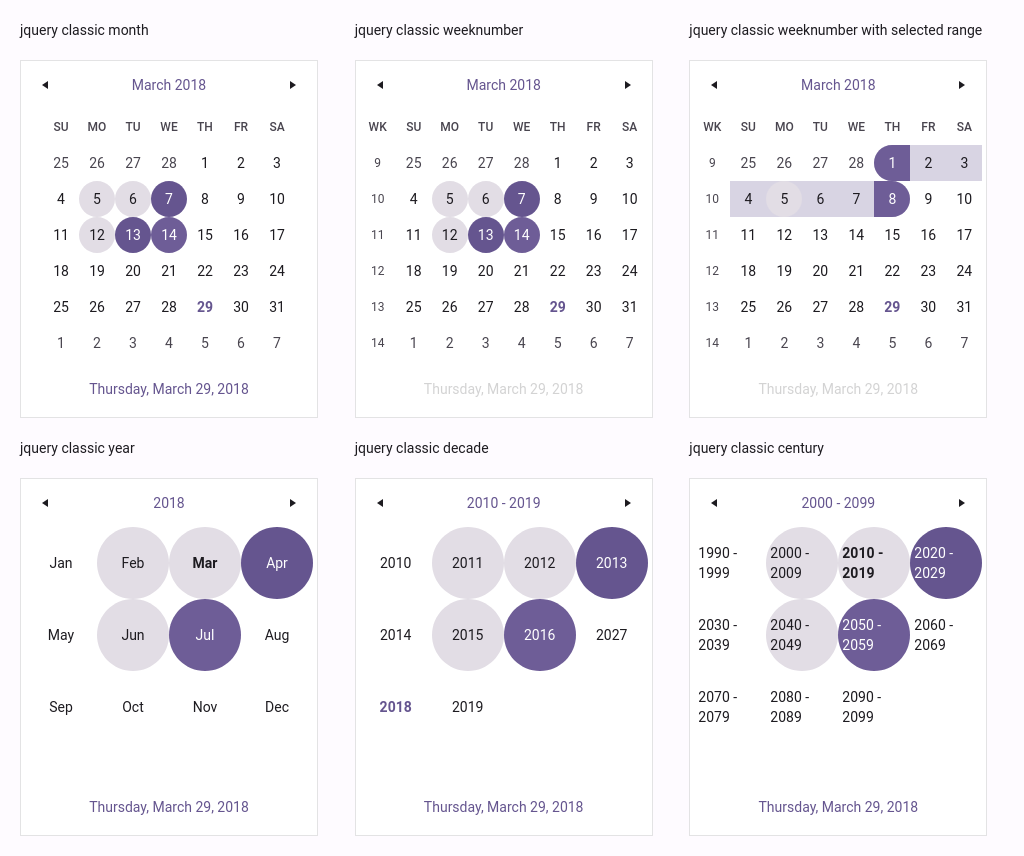 jquery classic month
March 2018
SU MO TU WE TH FR SA
25 26 27 28 1 2 3
4 5 6 7 8 9 10
11 12 13 14 15 16 17
18 19 20 21 22 23 24
25 26 27 28 29 30 31
1 2 3 4 5 6 7
Thursday, March 29, 2018
jquery classic weeknumber
March 2018
WK SU MO TU WE TH FR SA
9 25 26 27 28 1 2 3
10 4 5 6 7 8 9 10
11 11 12 13 14 15 16 17
12 18 19 20 21 22 23 24
13 25 26 27 28 29 30 31
14 1 2 3 4 5 6 7
Thursday, March 29, 2018
jquery classic weeknumber with selected range
March 2018
WK SU MO TU WE TH FR SA
9 25 26 27 28 1 2 3
10 4 5 6 7 8 9 10
11 11 12 13 14 15 16 17
12 18 19 20 21 22 23 24
13 25 26 27 28 29 30 31
14 1 2 3 4 5 6 7
Thursday, March 29, 2018
jquery classic year
2018
Jan Feb Mar Apr
May Jun Jul Aug
Sep Oct Nov Dec
Thursday, March 29, 2018
jquery classic decade
2010 - 2019
2010 2011 2012 2013
2014 2015 2016 2027
2018 2019
Thursday, March 29, 2018
jquery classic century
2000 - 2099
1990 - 2000 - 2010 - 2020 -
1999 2009 2019 2029
2030 - 2040 - 2050 - 2060 -
2039 2049 2059 2069
2070 - 2080 - 2090 -
2079 2089 2099
Thursday, March 29, 2018